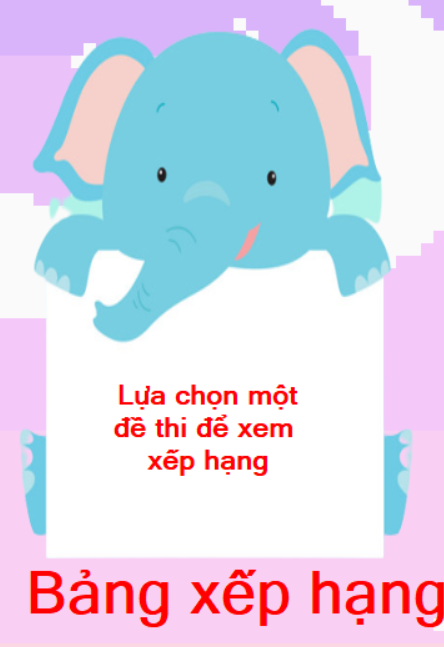 Lựa chọn một
đề thi để xem
xếp hạng
Bảng xếp hạng